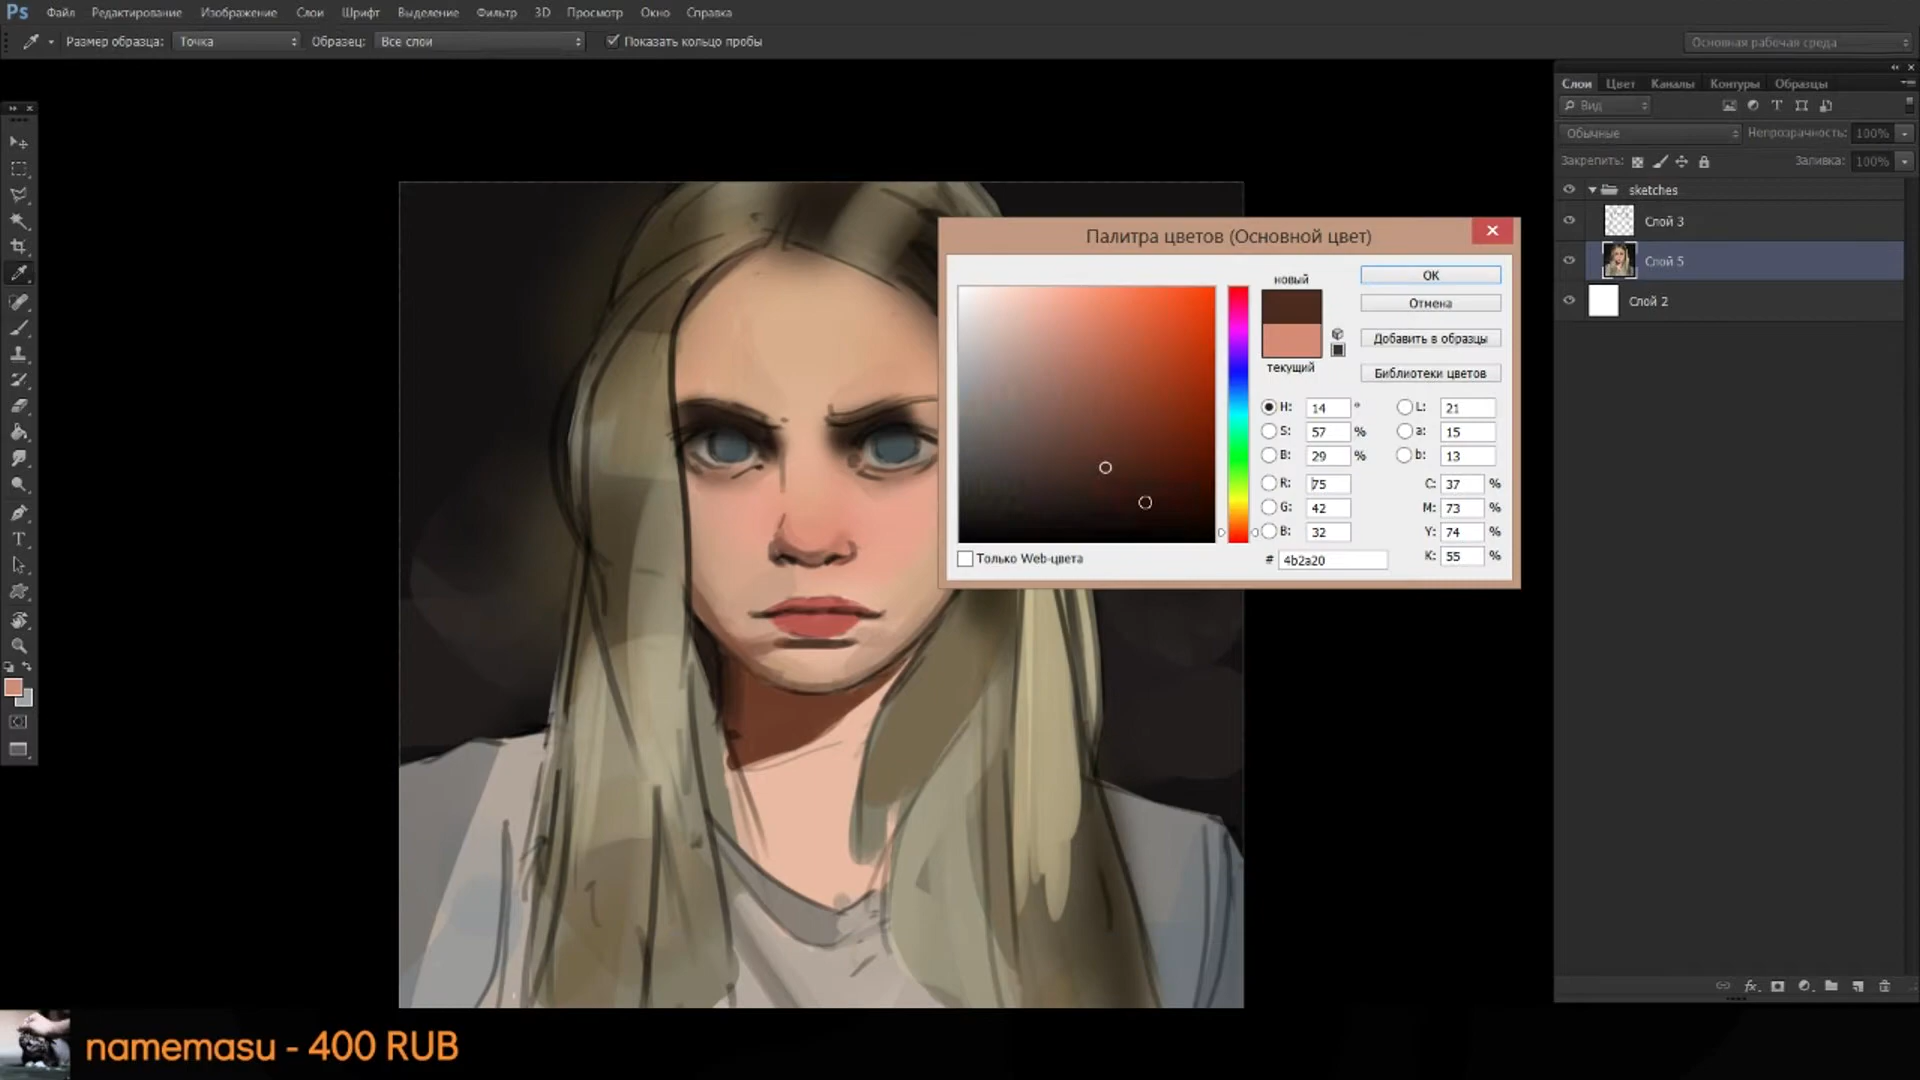 Ps Файл Редактирование Изображение Слои Шрифт Выделение Фильтр 3D Просмотр Окно Справка
Размер образца: Точка Образец: Все слои Показать кольцо пробы Основная рабочая среда
Слои Цвет Каналы Контуры Образцы
Вид
Обычные Непрозрачность: 100%
Закрепить: Заливка: 100%
sketches
Слой 3
Слой 5
Слой 2
Палитра цветов (Основной цвет)
новый
текущий
OK
Отмена
Добавить в образцы
Библиотеки цветов
H: 14 ° L: 21
S: 57 % a: 15
B: 29 % b: 13
R: 75 C: 37 %
G: 42 M: 73 %
B: 32 Y: 74 %
Только Web-цвета # 4b2a20 K: 55 %
namemasu - 400 RUB